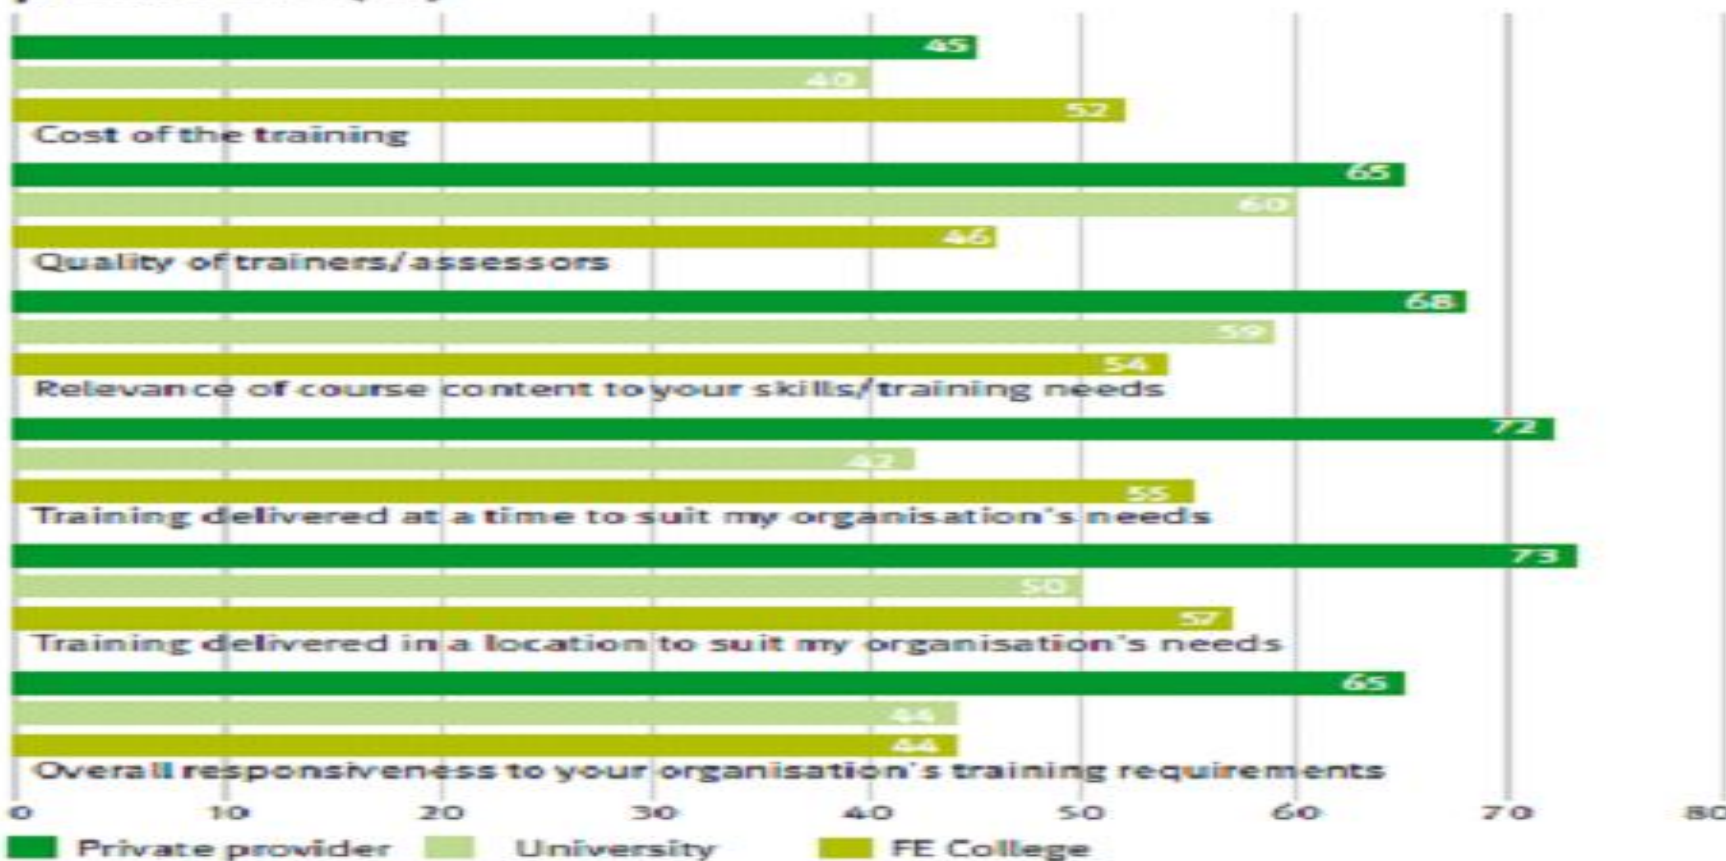 45
40
52
Cost of the training
65
60
46
Quality of trainers/assessors
68
59
54
Relevance of course content to your skills/training needs
72
42
55
Training delivered at a time to suit my organisation's needs
73
50
57
Training delivered in a location to suit my organisation's needs
65
44
44
Overall responsiveness to your organisation's training requirements
0 10 20 30 40 50 60 70 80
Private provider University FE College